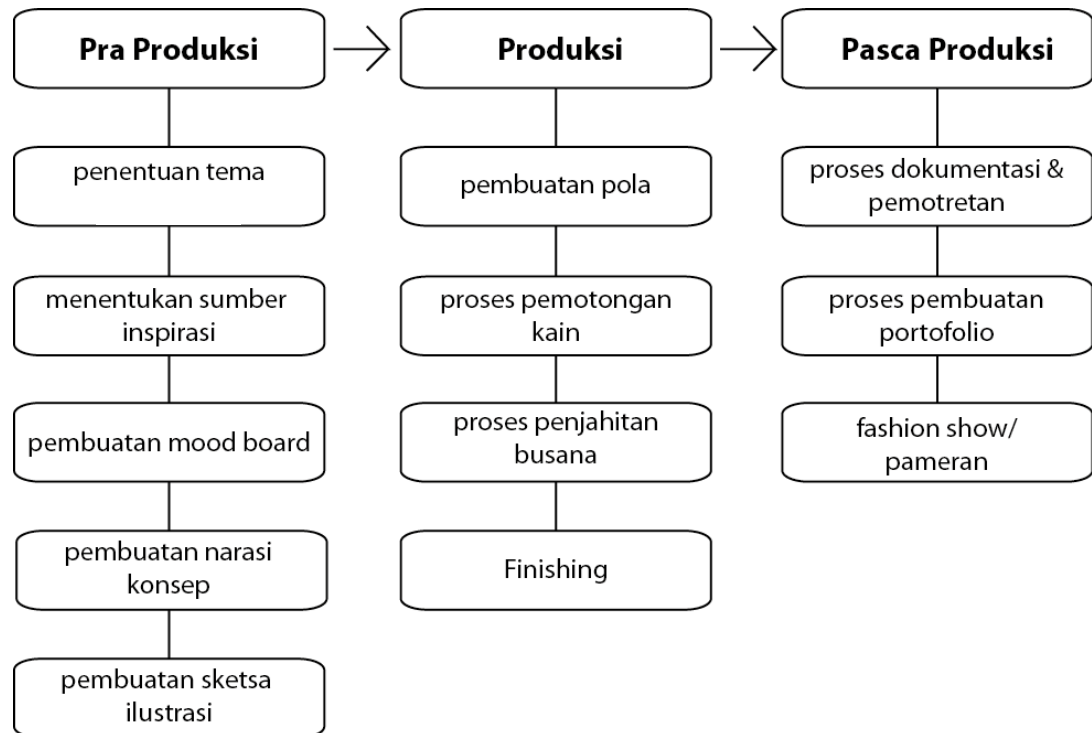 Pra Produksi
Produksi
Pasca Produksi
penentuan tema
menentukan sumber
inspirasi
pembuatan mood board
pembuatan narasi
konsep
pembuatan sketsa
ilustrasi
pembuatan pola
proses pemotongan
kain
proses penjahitan
busana
Finishing
proses dokumentasi &
pemotretan
proses pembuatan
portofolio
fashion show/
pameran